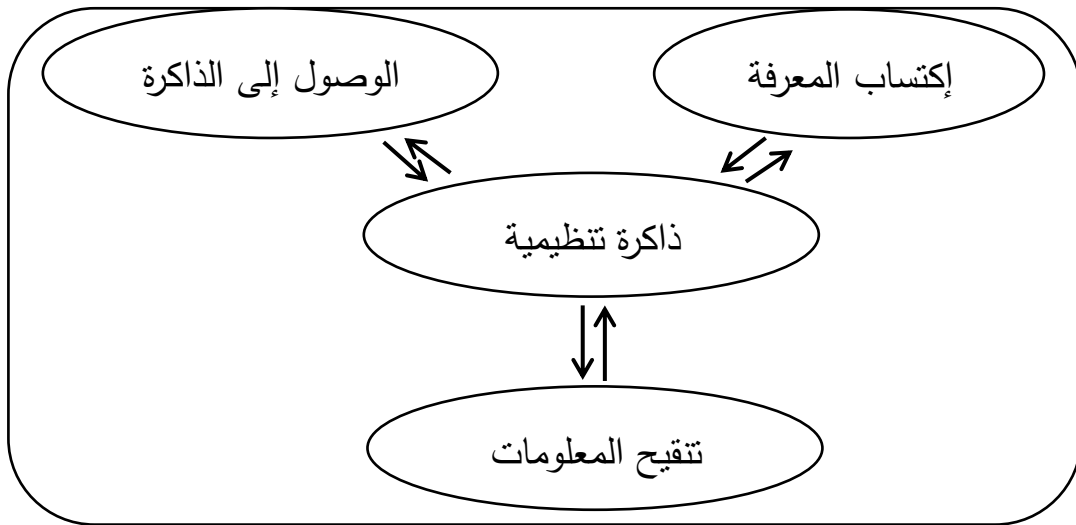 إكتساب المعرفة
الوصول إلى الذاكرة
ذاكرة تنظيمية
تنقيح المعلومات